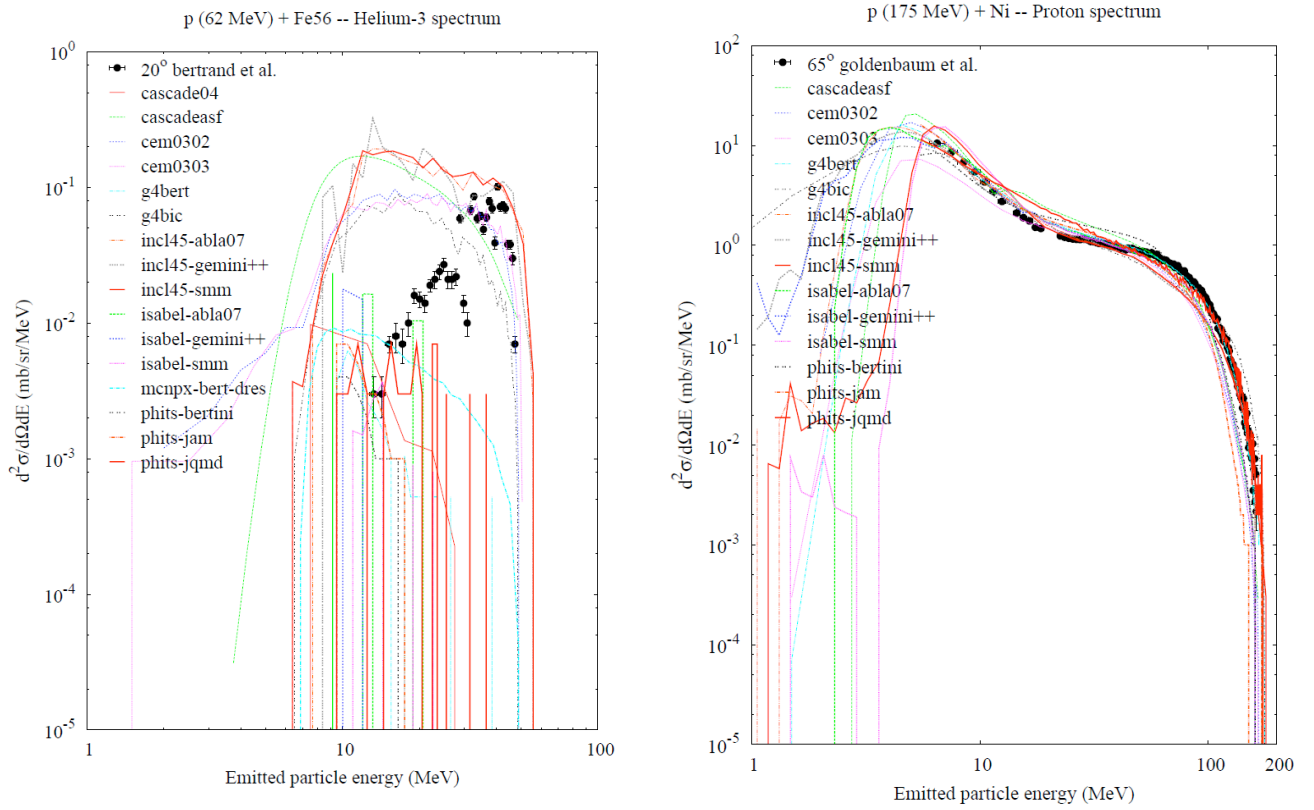 p (62 MeV) + Fe56 -- Helium-3 spectrum
10^0
10^-1
10^-2
10^-3
10^-4
10^-5
d^2σ/dΩdE (mb/sr/MeV)
20° bertrand et al.
cascade04
cascadeasf
cem0302
cem0303
g4bert
g4bic
incl45-abla07
incl45-gemini++
incl45-smm
isabel-abla07
isabel-gemini++
isabel-smm
mcnpx-bert-dres
phits-bertini
phits-jam
phits-jqmd
1
10
100
Emitted particle energy (MeV)
p (175 MeV) + Ni -- Proton spectrum
10^2
10^1
10^0
10^-1
10^-2
10^-3
10^-4
10^-5
d^2σ/dΩdE (mb/sr/MeV)
65° goldenbaum et al.
cascadeasf
cem0302
cem0303
g4bert
g4bic
incl45-abla07
incl45-gemini++
incl45-smm
isabel-abla07
isabel-gemini++
isabel-smm
phits-bertini
phits-jam
phits-jqmd
1
10
100
200
Emitted particle energy (MeV)